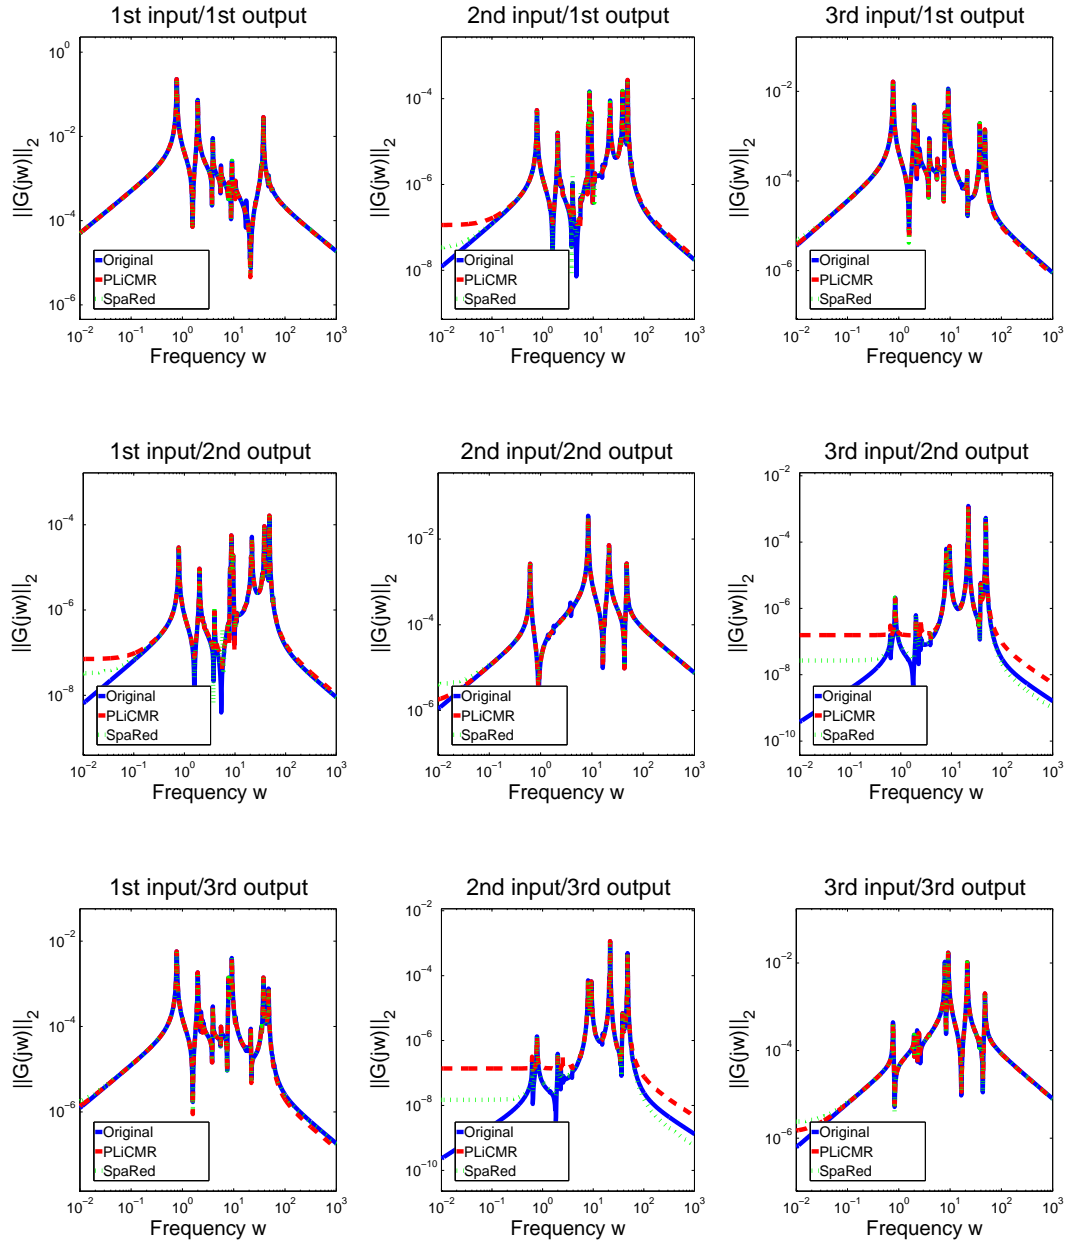 1st input/1st output
||G(jw)||_2
10^0
10^-2
10^-4
10^-6
Original
PLiCMR
SpaRed
10^-2 10^-1 10^0 10^1 10^2 10^3
Frequency w
2nd input/1st output
||G(jw)||_2
10^-4
10^-6
10^-8
Original
PLiCMR
SpaRed
10^-2 10^-1 10^0 10^1 10^2 10^3
Frequency w
3rd input/1st output
||G(jw)||_2
10^-2
10^-4
10^-6
Original
PLiCMR
SpaRed
10^-2 10^-1 10^0 10^1 10^2 10^3
Frequency w
1st input/2nd output
||G(jw)||_2
10^-4
10^-6
10^-8
Original
PLiCMR
SpaRed
10^-2 10^-1 10^0 10^1 10^2 10^3
Frequency w
2nd input/2nd output
||G(jw)||_2
10^-2
10^-4
10^-6
Original
PLiCMR
SpaRed
10^-2 10^-1 10^0 10^1 10^2 10^3
Frequency w
3rd input/2nd output
||G(jw)||_2
10^-2
10^-4
10^-6
10^-8
10^-10
Original
PLiCMR
SpaRed
10^-2 10^-1 10^0 10^1 10^2 10^3
Frequency w
1st input/3rd output
||G(jw)||_2
10^-2
10^-4
10^-6
Original
PLiCMR
SpaRed
10^-2 10^-1 10^0 10^1 10^2 10^3
Frequency w
2nd input/3rd output
||G(jw)||_2
10^-2
10^-4
10^-6
10^-8
10^-10
Original
PLiCMR
SpaRed
10^-2 10^-1 10^0 10^1 10^2 10^3
Frequency w
3rd input/3rd output
||G(jw)||_2
10^-2
10^-4
10^-6
Original
PLiCMR
SpaRed
10^-2 10^-1 10^0 10^1 10^2 10^3
Frequency w